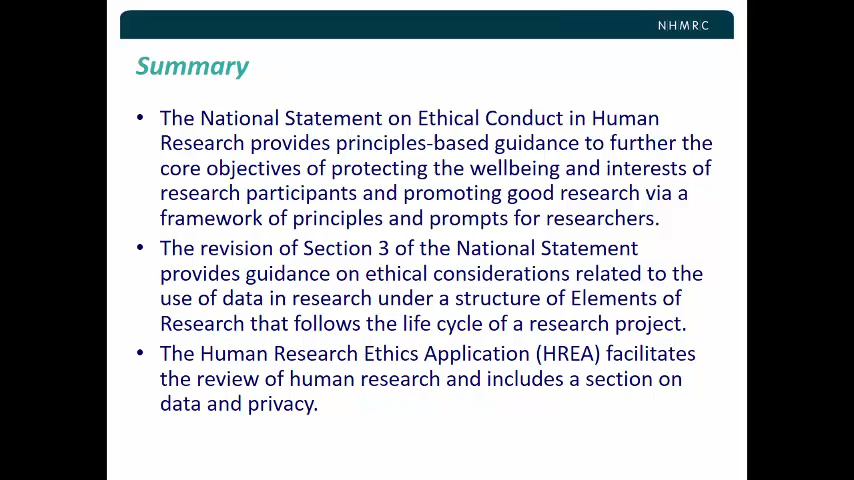 NHMRC
Summary
• The National Statement on Ethical Conduct in Human
Research provides principles-based guidance to further the
core objectives of protecting the wellbeing and interests of
research participants and promoting good research via a
framework of principles and prompts for researchers.
• The revision of Section 3 of the National Statement
provides guidance on ethical considerations related to the
use of data in research under a structure of Elements of
Research that follows the life cycle of a research project.
• The Human Research Ethics Application (HREA) facilitates
the review of human research and includes a section on
data and privacy.